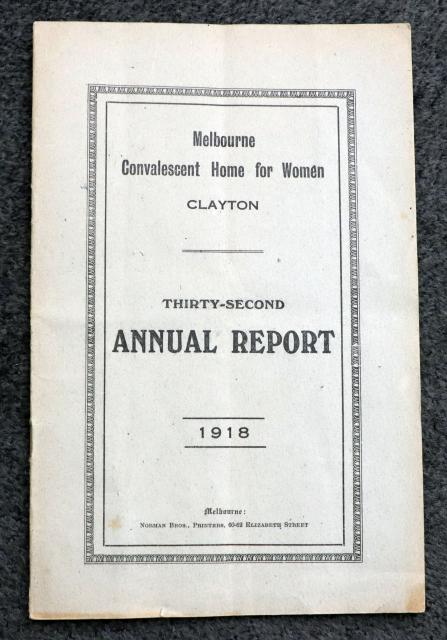 Melbourne
Convalescent Home for Women
CLAYTON
THIRTY-SECOND
ANNUAL REPORT
1918
Melbourne:
Norman Bros., Printers, 60-62 Elizabeth Street